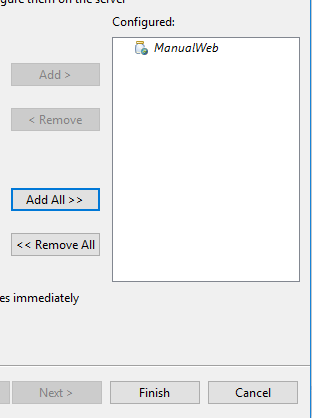 gure them on the server
Configured:
ManualWeb
Add >
< Remove
Add All >>
<< Remove All
es immediately
Next >
Finish
Cancel